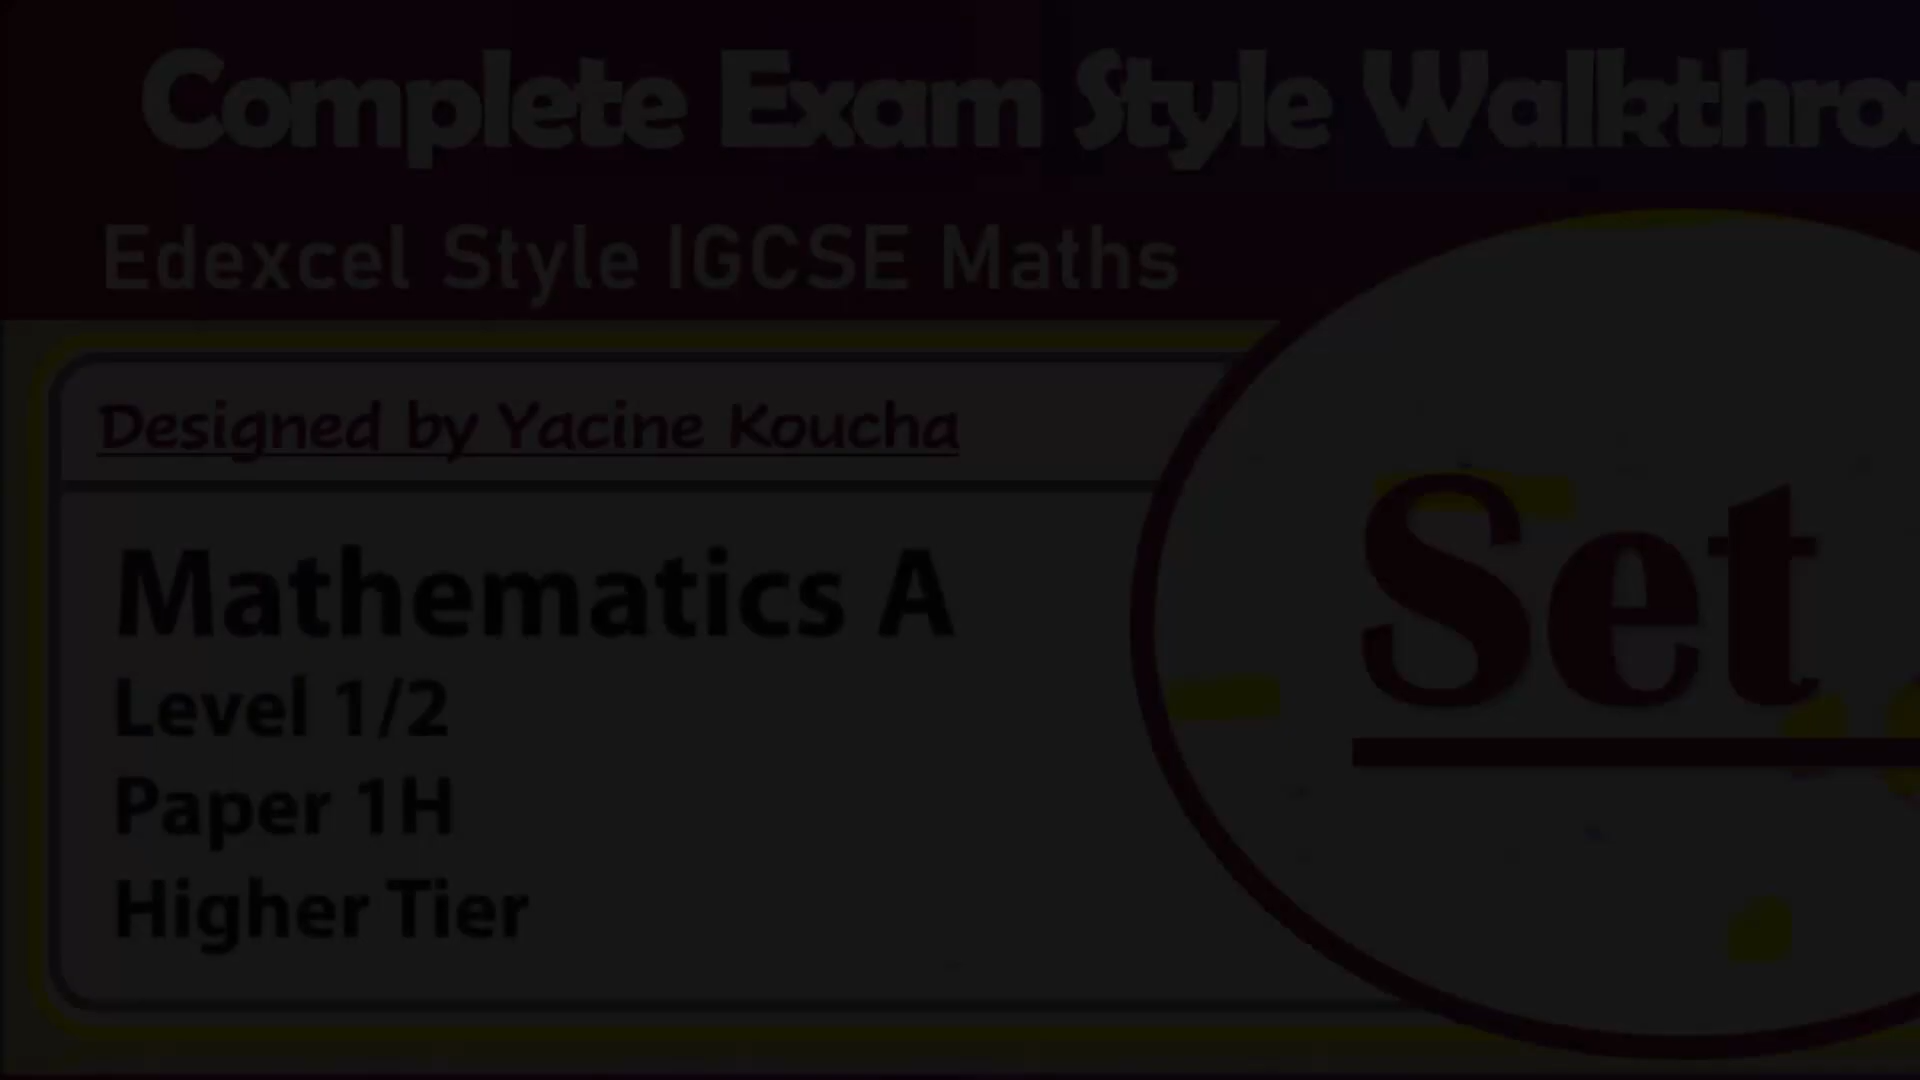 Complete Exam Style
Edexcel Style IGCSE Maths
Designed by Yacine Koucha
Set
Mathematics A
Level 1/2
Paper 1H
Higher Tier